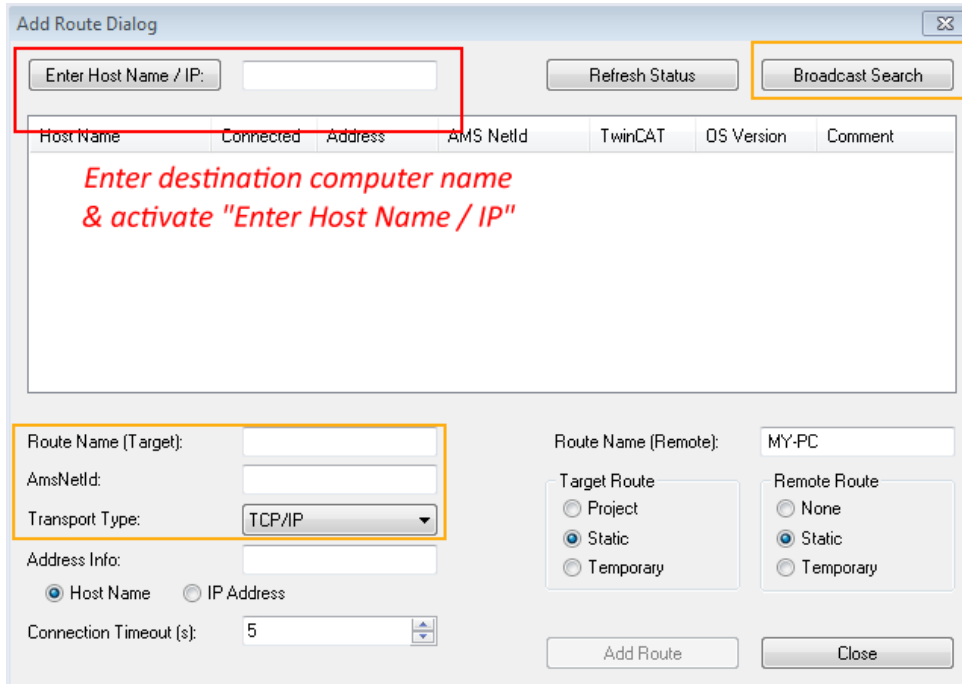 Add Route Dialog
Enter Host Name / IP: Refresh Status Broadcast Search
Host Name Connected Address AMS NetId TwinCAT OS Version Comment
Enter destination computer name
& activate "Enter Host Name / IP"
Route Name (Target): Route Name (Remote): MY-PC
AmsNetId: Target Route Remote Route
Transport Type: TCP/IP Project None
Static Static
Address Info: Temporary Temporary
Host Name IP Address
Connection Timeout (s): 5
Add Route Close